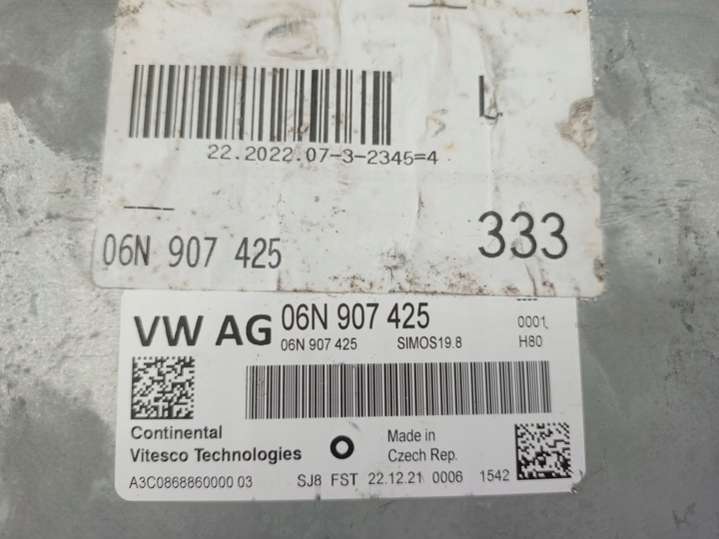 L
22.2022.07-3-2345=4
06N 907 425
333
VW AG
06N 907 425
0001
06N 907 425 SIMOS19.8 H80
Continental
Vitesco Technologies
Made in
Czech Rep.
A3C0868860000 03 SJ8 FST 22.12.21 0006 1542